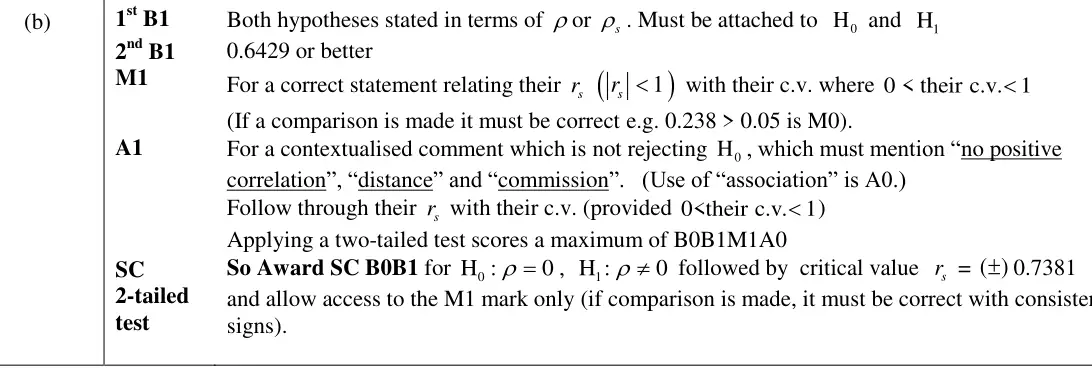 (b) 1st B1 Both hypotheses stated in terms of ρ or ρs . Must be attached to H0 and H1
2nd B1 0.6429 or better
M1 For a correct statement relating their rs (|rs| < 1) with their c.v. where 0 < their c.v.< 1
(If a comparison is made it must be correct e.g. 0.238 > 0.05 is M0).
A1 For a contextualised comment which is not rejecting H0 , which must mention “no positive
correlation”, “distance” and “commission”. (Use of “association” is A0.)
Follow through their rs with their c.v. (provided 0<their c.v.< 1)
Applying a two-tailed test scores a maximum of B0B1M1A0
SC So Award SC B0B1 for H0 : ρ = 0 , H1 : ρ ≠ 0 followed by critical value rs = (±) 0.7381
2-tailed and allow access to the M1 mark only (if comparison is made, it must be correct with consisten
test signs).